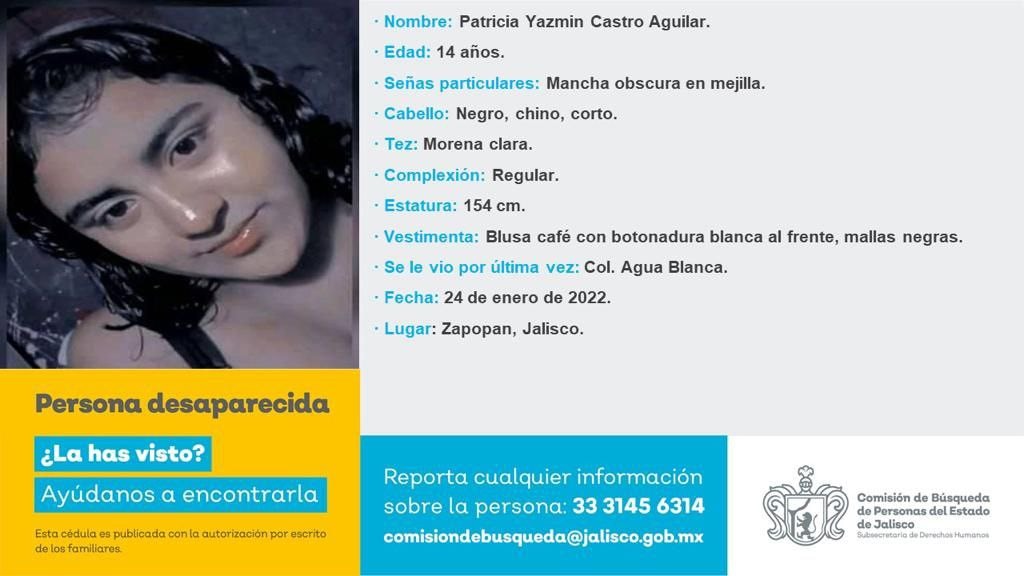 · Nombre: Patricia Yazmin Castro Aguilar.
· Edad: 14 años.
· Señas particulares: Mancha obscura en mejilla.
· Cabello: Negro, chino, corto.
· Tez: Morena clara.
· Complexión: Regular.
· Estatura: 154 cm.
· Vestimenta: Blusa café con botonadura blanca al frente, mallas negras.
· Se le vio por última vez: Col. Agua Blanca.
· Fecha: 24 de enero de 2022.
· Lugar: Zapopan, Jalisco.
Persona desaparecida
¿La has visto?
Ayúdanos a encontrarla
Esta cédula es publicada con la autorización por escrito
de los familiares.
Reporta cualquier información
sobre la persona: 33 3145 6314
comisiondebusqueda@jalisco.gob.mx
Comisión de Búsqueda
de Personas del Estado
de Jalisco
Subsecretaría de Derechos Humanos